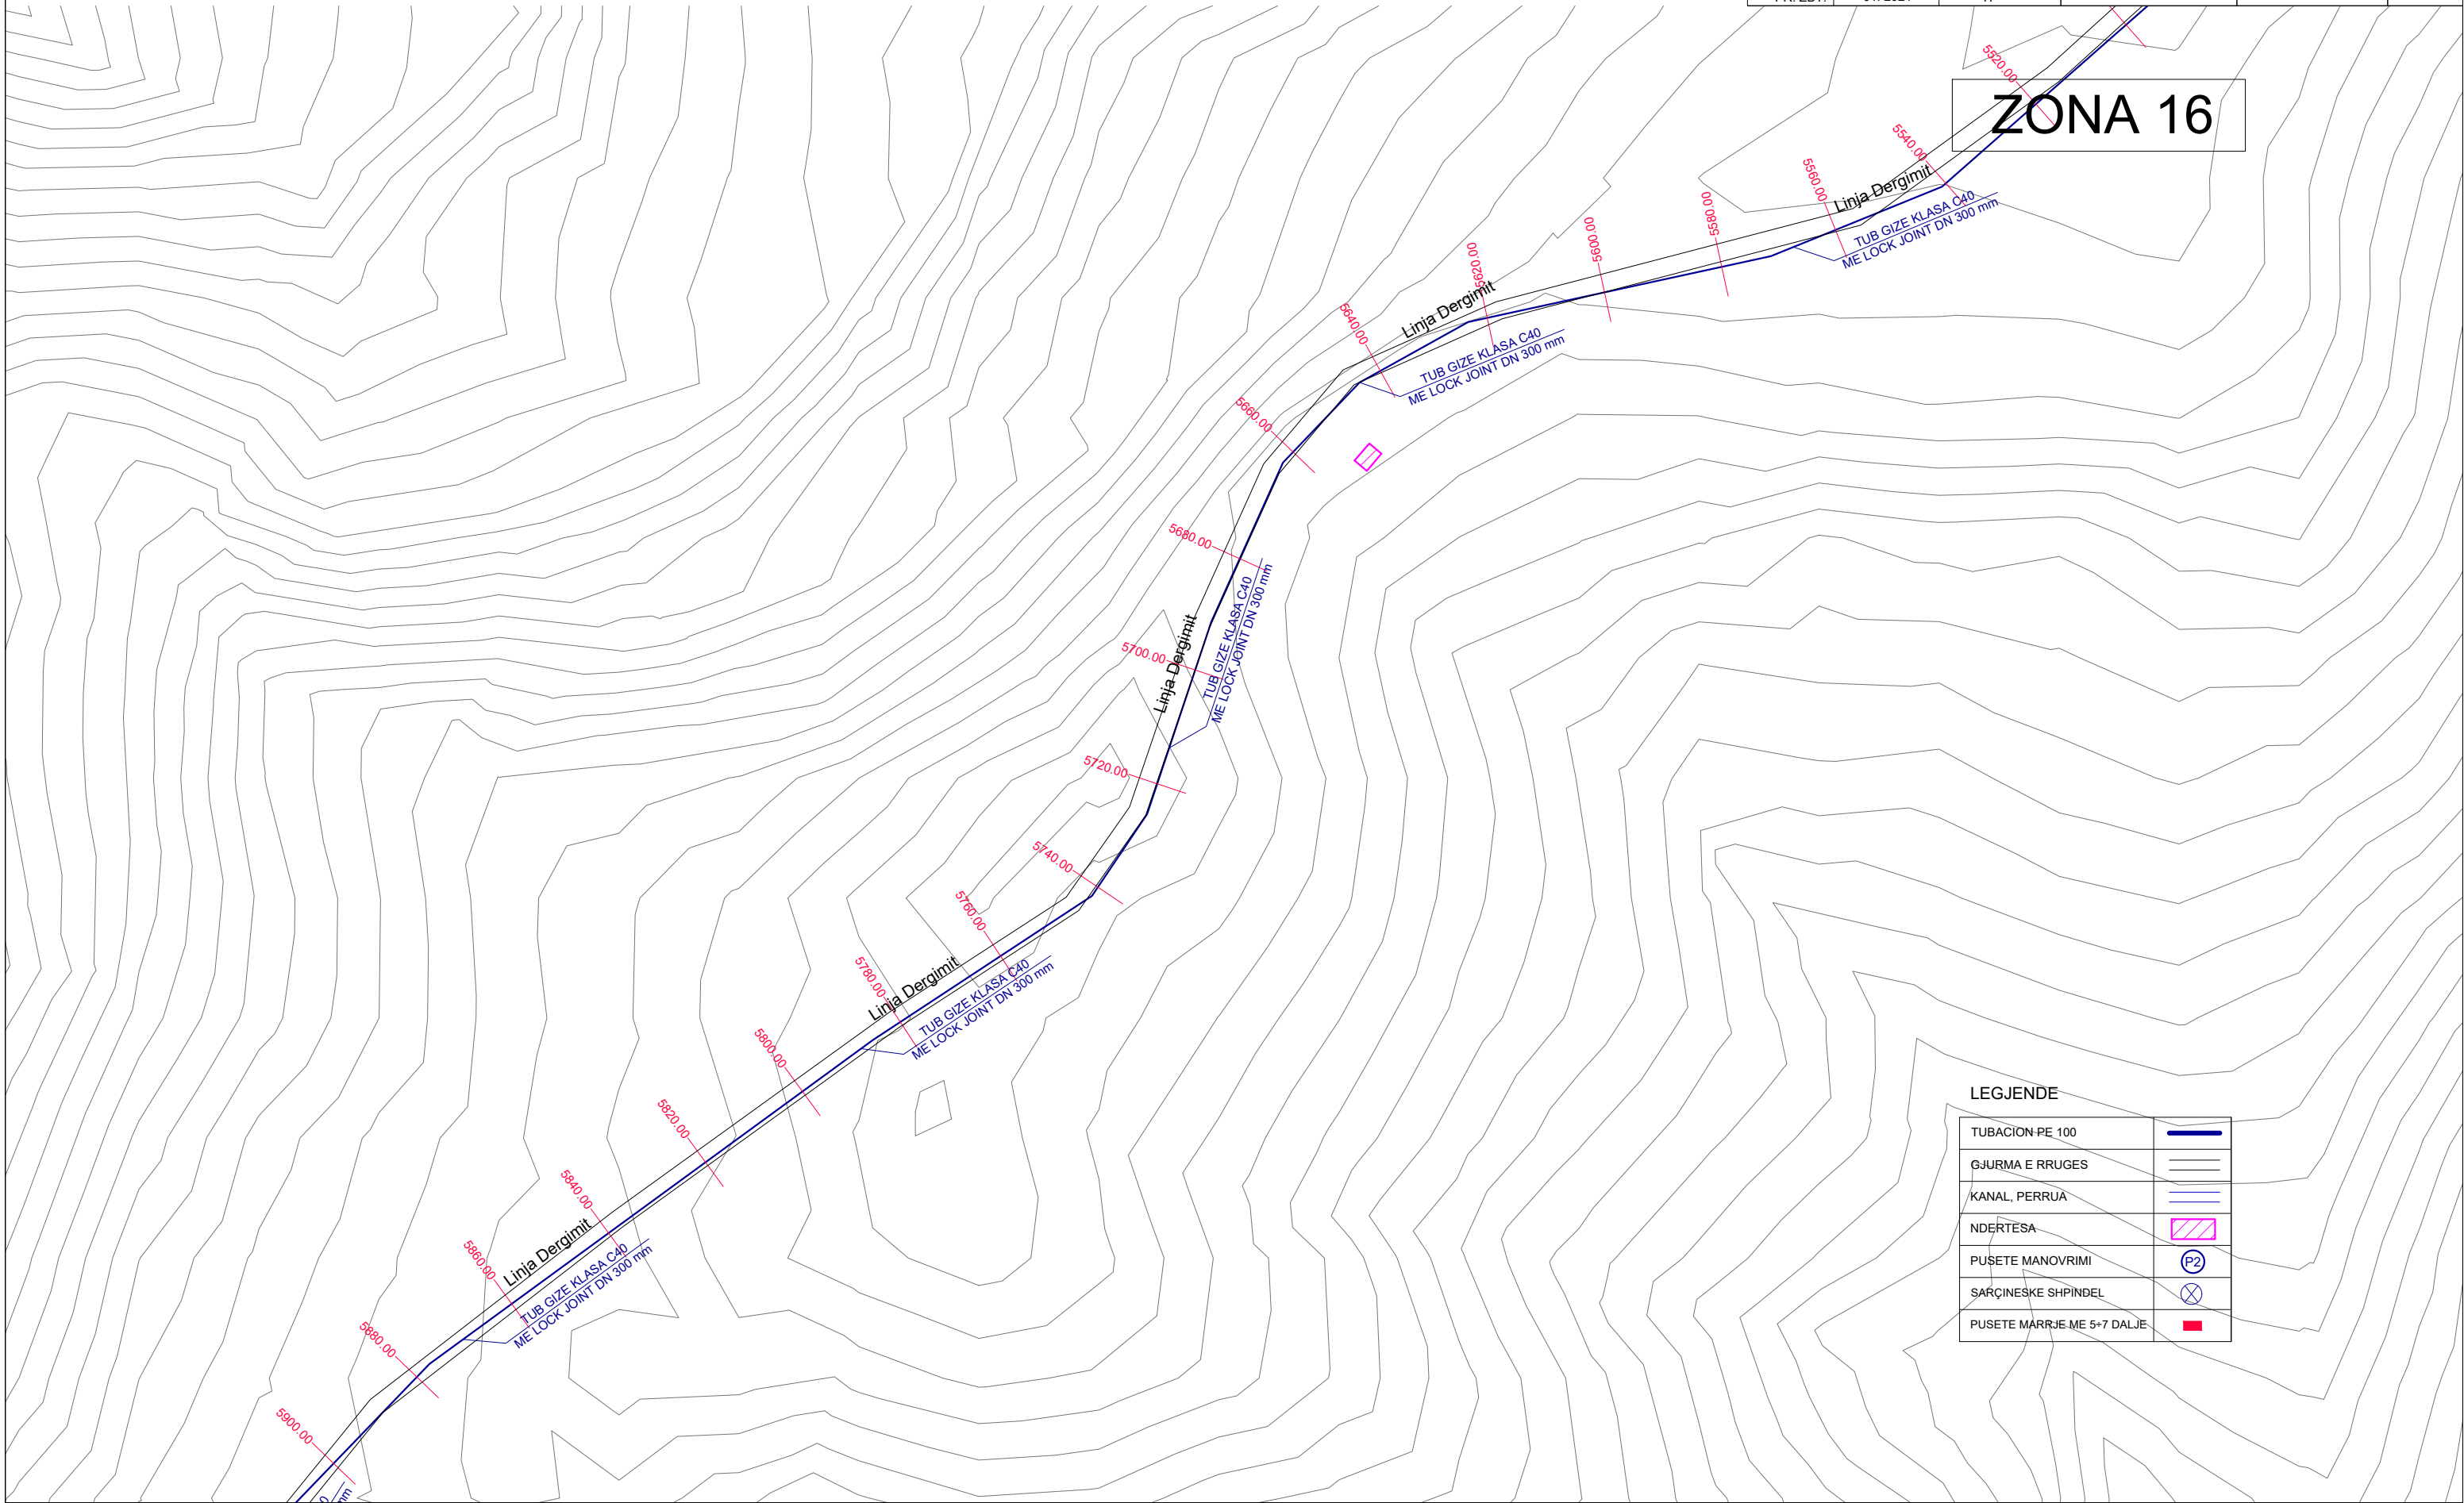 ZONA 16
5520.00
5540.00
5560.00
5580.00
5600.00
5620.00
5640.00
5660.00
5680.00
5700.00
5720.00
5740.00
5760.00
5780.00
5800.00
5820.00
5840.00
5860.00
5880.00
5900.00
Linja Dergimit
TUB GIZE KLASA C40
ME LOCK JOINT DN 300 mm
Linja Dergimit
TUB GIZE KLASA C40
ME LOCK JOINT DN 300 mm
Linja Dergimit
TUB GIZE KLASA C40
ME LOCK JOINT DN 300 mm
Linja Dergimit
TUB GIZE KLASA C40
ME LOCK JOINT DN 300 mm
Linja Dergimit
TUB GIZE KLASA C40
ME LOCK JOINT DN 300 mm
mm
LEGJENDE
TUBACION PE 100
GJURMA E RRUGES
KANAL, PERRUA
NDERTESA
PUSETE MANOVRIMI P2
SARÇINESKE SHPINDEL
PUSETE MARRJE ME 5÷7 DALJE